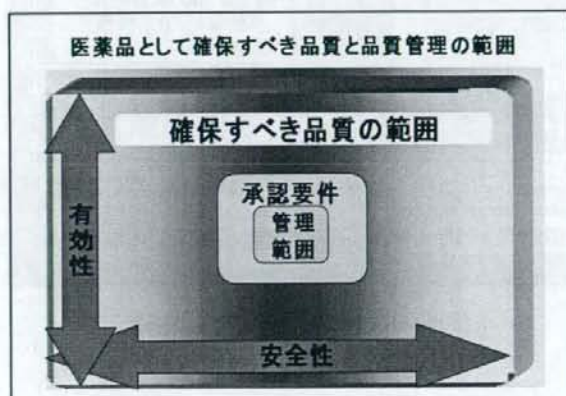 医薬品として確保すべき品質と品質管理の範囲
確保すべき品質の範囲
承認要件
管理
範囲
有効性
安全性